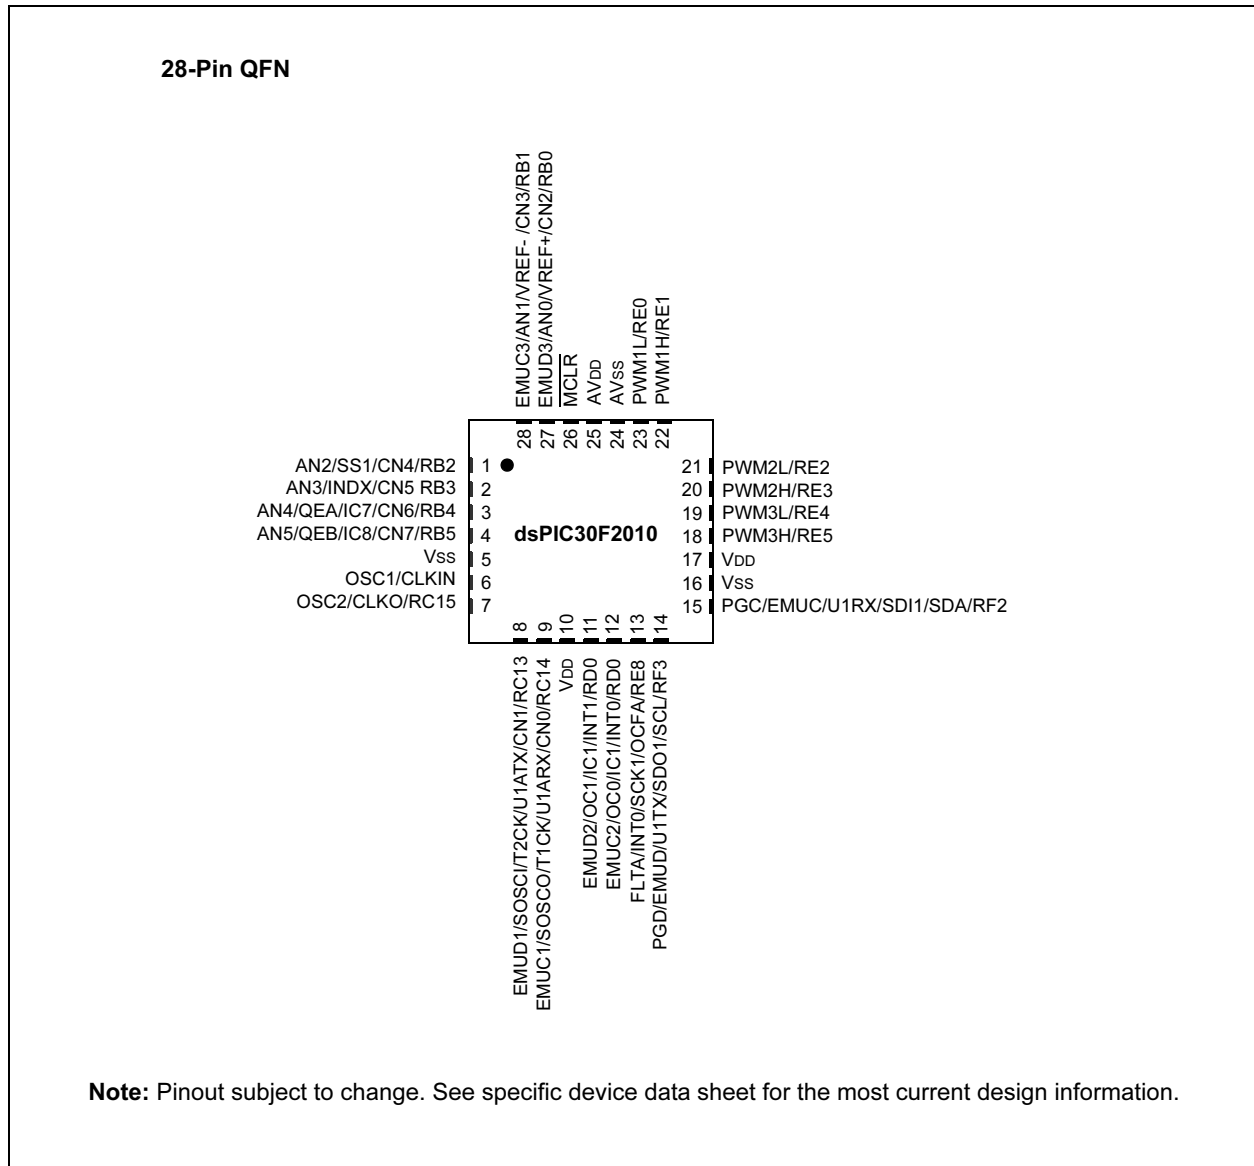 28-Pin QFN
EMUC3/AN1/VREF- /CN3/RB1
EMUD3/AN0/VREF+/CN2/RB0
MCLR
AVDD
AVSS
PWM1L/RE0
PWM1H/RE1
28 27 26 25 24 23 22
AN2/SS1/CN4/RB2 1
AN3/INDX/CN5 RB3 2
AN4/QEA/IC7/CN6/RB4 3
AN5/QEB/IC8/CN7/RB5 4
VSS 5
OSC1/CLKIN 6
OSC2/CLKO/RC15 7
dsPIC30F2010
21 PWM2L/RE2
20 PWM2H/RE3
19 PWM3L/RE4
18 PWM3H/RE5
17 VDD
16 VSS
15 PGC/EMUC/U1RX/SDI1/SDA/RF2
8 9 10 11 12 13 14
EMUD1/SOSCI/T2CK/U1ATX/CN1/RC13
EMUC1/SOSCO/T1CK/U1ARX/CN0/RC14
VDD
EMUD2/OC1/IC1/INT1/RD0
EMUC2/OC0/IC1/INT0/RD0
FLTA/INT0/SCK1/OCFA/RE8
PGD/EMUD/U1TX/SDO1/SCL/RF3
Note: Pinout subject to change. See specific device data sheet for the most current design information.